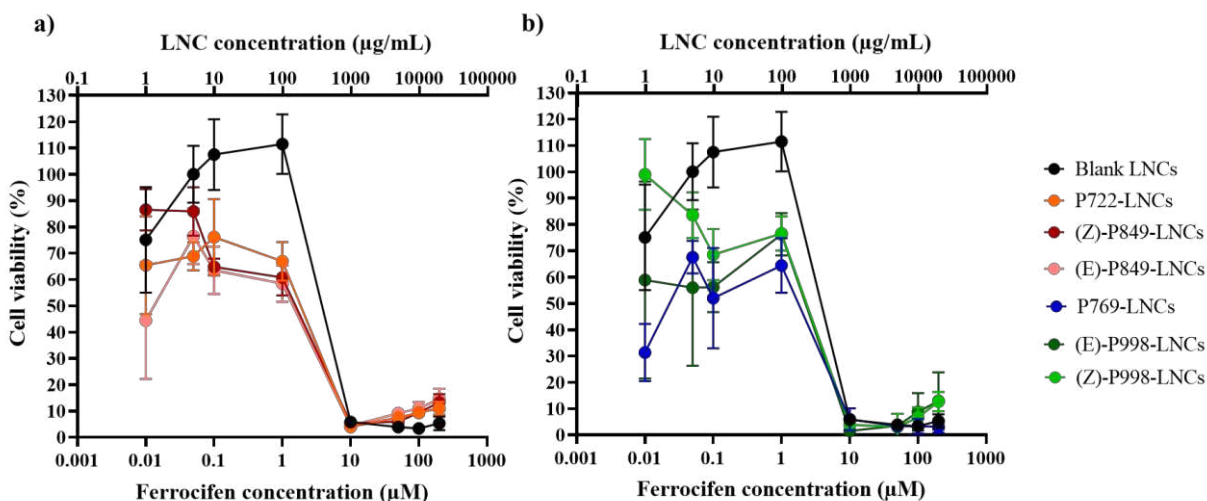 a)
LNC concentration (µg/mL)
0.1 1 10 100 1000 10000 100000
Cell viability (%)
130
120
110
100
90
80
70
60
50
40
30
20
10
0
0.001 0.01 0.1 1 10 100 1000
Ferrocifen concentration (µM)
b)
LNC concentration (µg/mL)
0.1 1 10 100 1000 10000 100000
Cell viability (%)
130
120
110
100
90
80
70
60
50
40
30
20
10
0
0.001 0.01 0.1 1 10 100 1000
Ferrocifen concentration (µM)
Blank LNCs
P722-LNCs
(Z)-P849-LNCs
(E)-P849-LNCs
P769-LNCs
(E)-P998-LNCs
(Z)-P998-LNCs